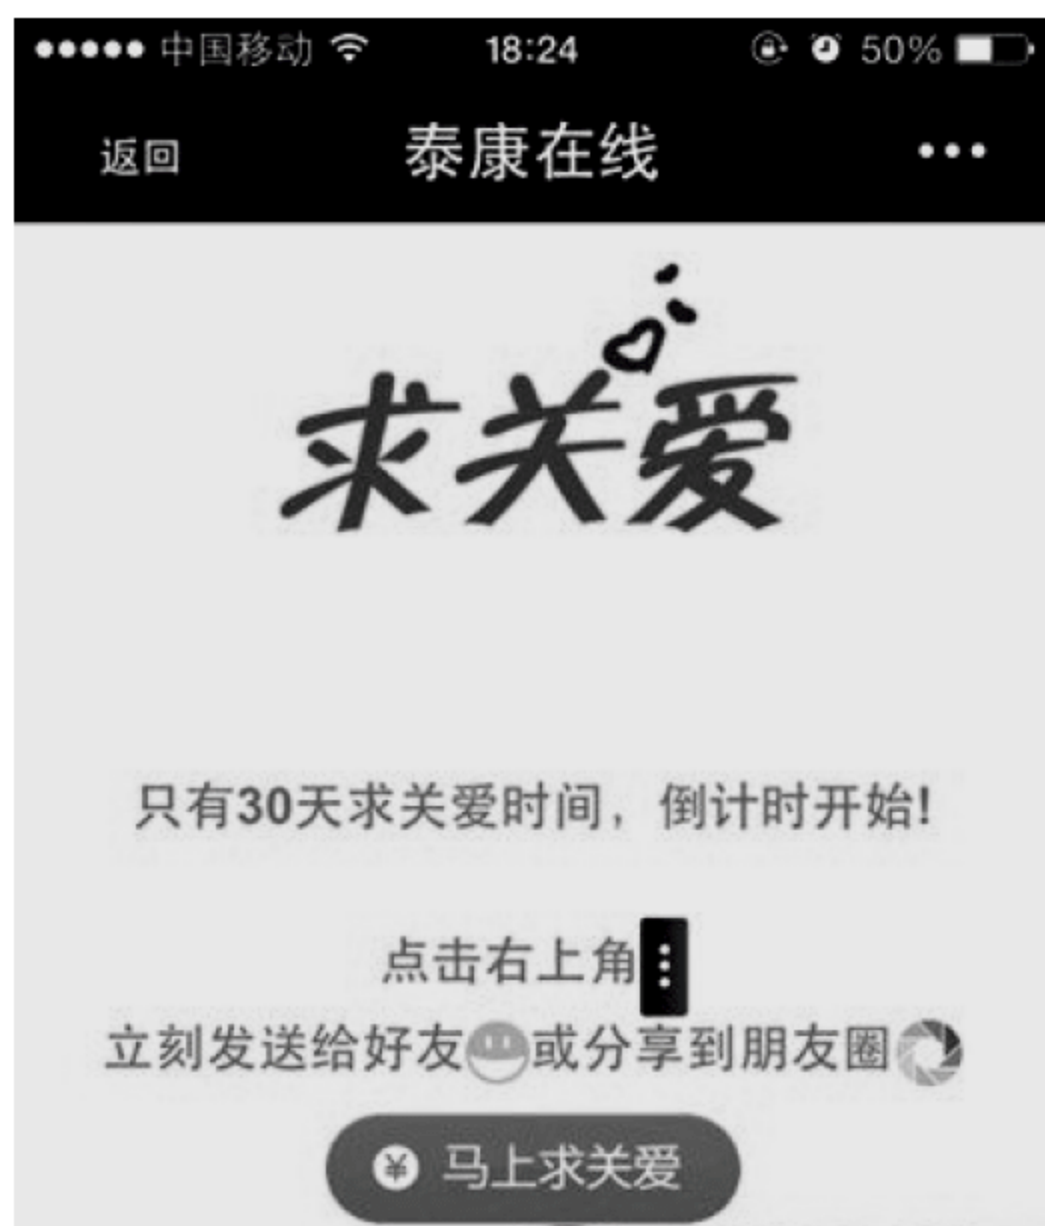 中国移动 18:24 50%
返回 泰康在线
求关爱
只有30天求关爱时间，倒计时开始!
点击右上角
立刻发送给好友或分享到朋友圈
¥ 马上求关爱